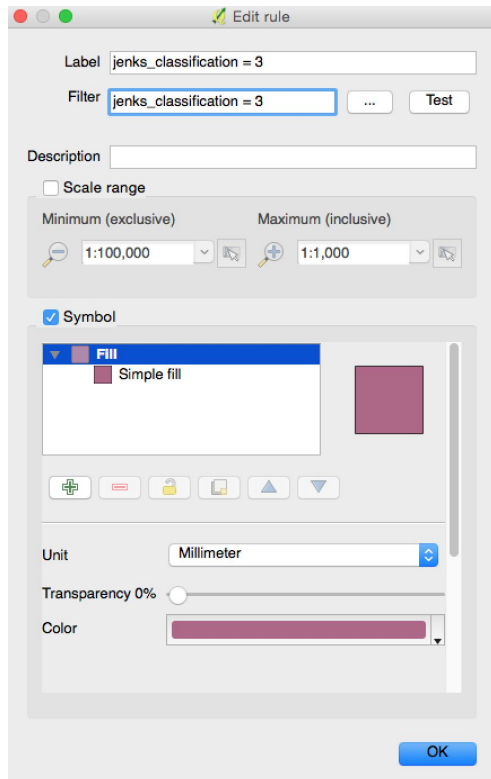 Edit rule
Label jenks_classification = 3
Filter jenks_classification = 3 ... Test
Description
Scale range
Minimum (exclusive) Maximum (inclusive)
1:100,000 1:1,000
Symbol
Fill
Simple fill
Unit Millimeter
Transparency 0%
Color
OK